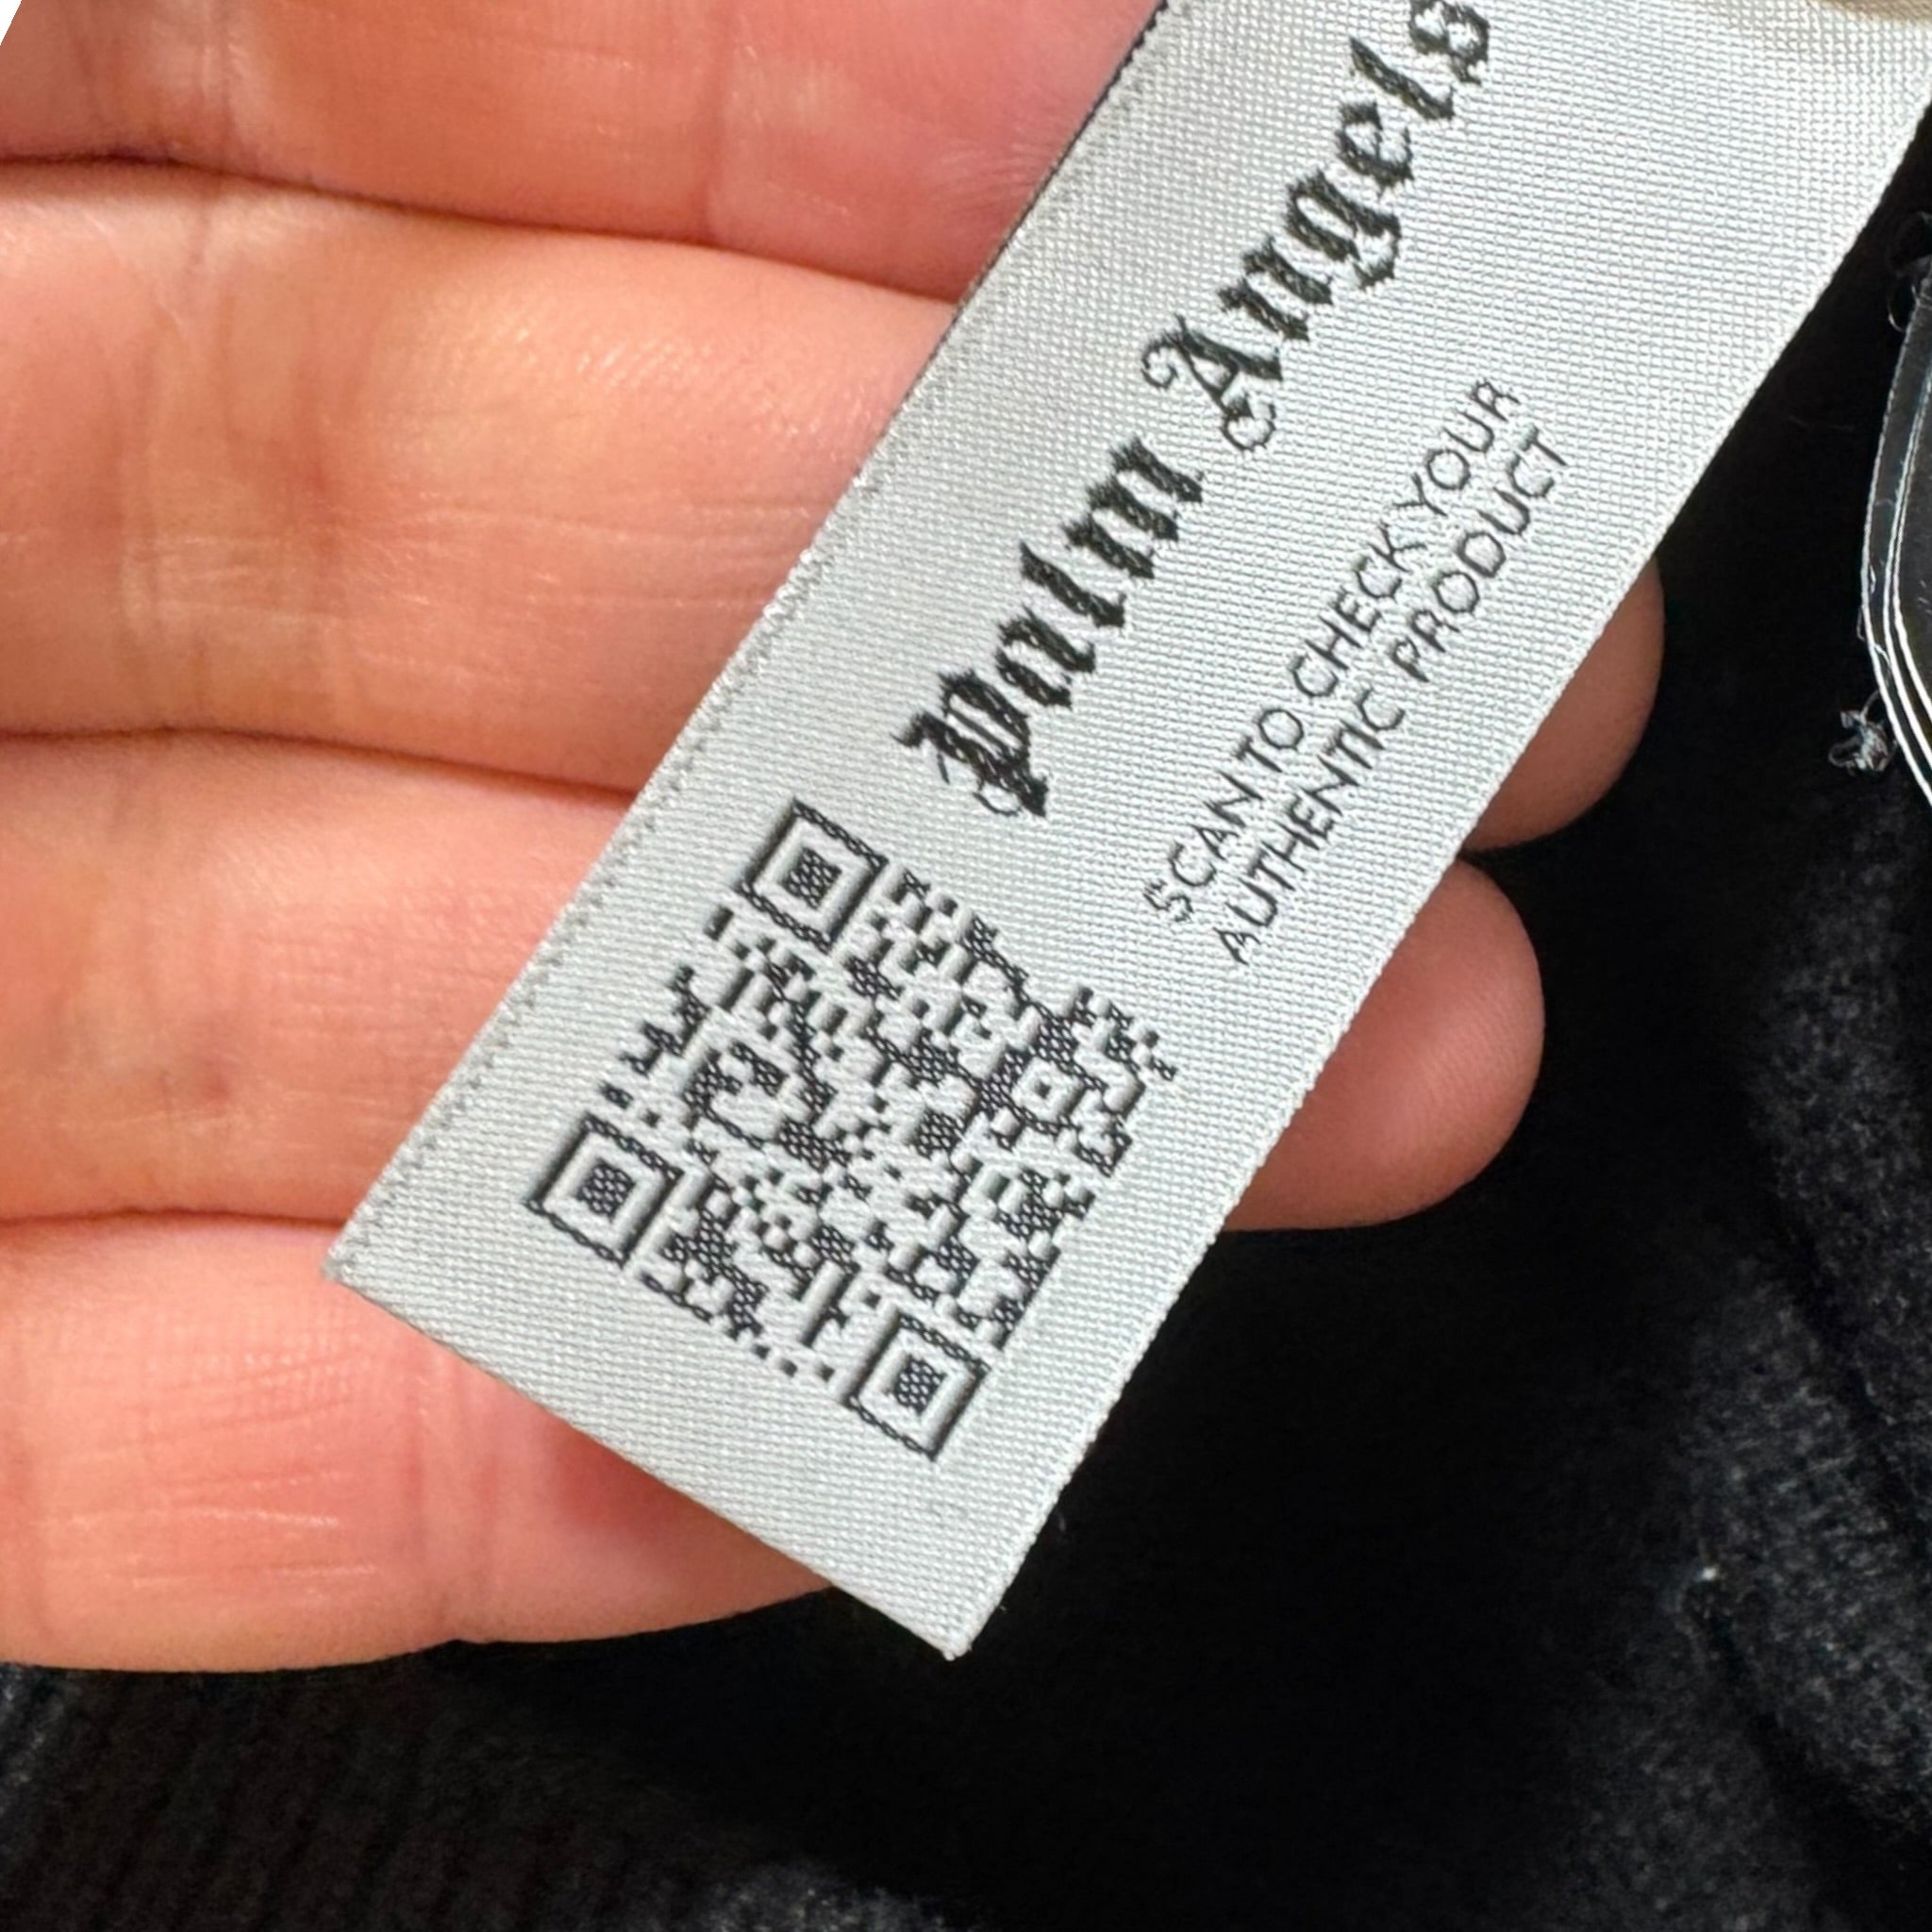 Palm Angels
SCAN TO CHECK YOUR
AUTHENTIC PRODUCT